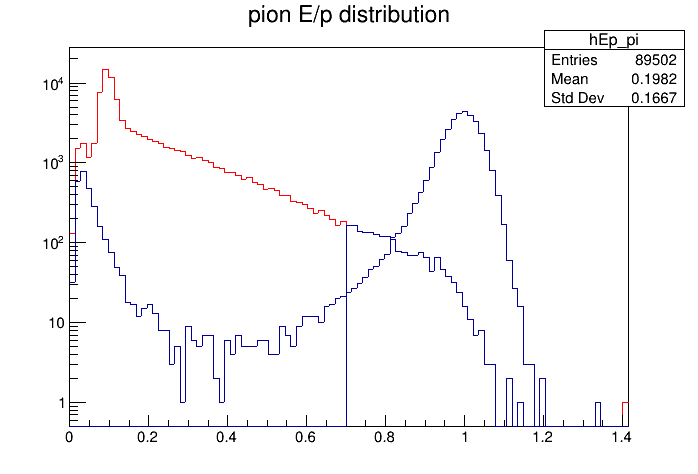 pion E/p distribution
hEp_pi
Entries 89502
Mean 0.1982
Std Dev 0.1667
10⁴
10³
10²
10
1
0 0.2 0.4 0.6 0.8 1 1.2 1.4